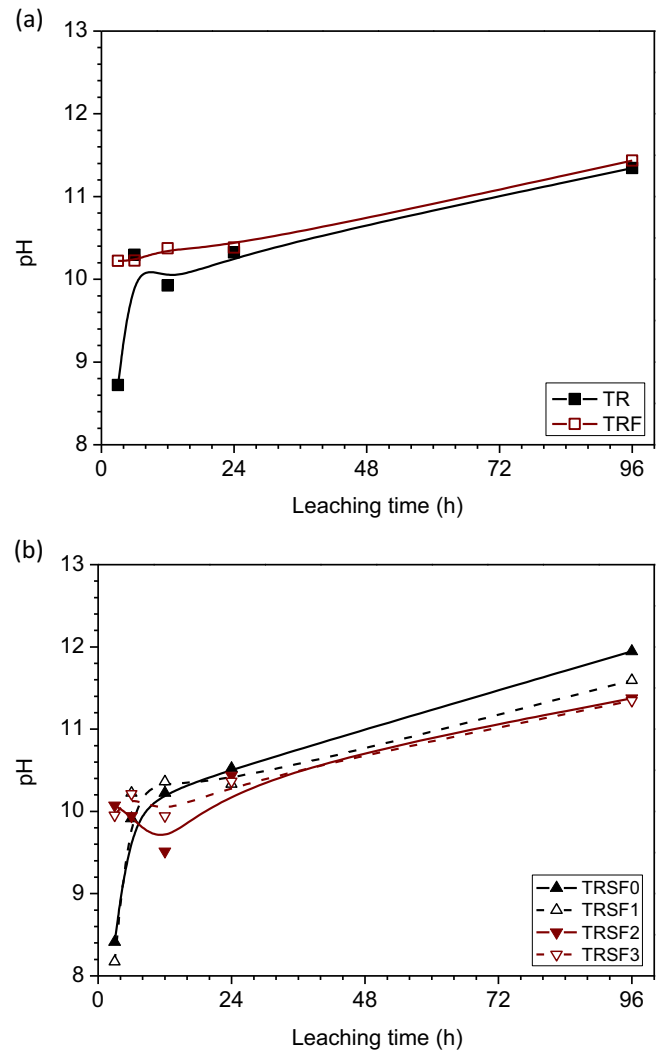 (a)
13
12
11
10
9
8
pH
0
24
48
72
96
Leaching time (h)
TR
TRF
(b)
13
12
11
10
9
8
pH
0
24
48
72
96
Leaching time (h)
TRSF0
TRSF1
TRSF2
TRSF3